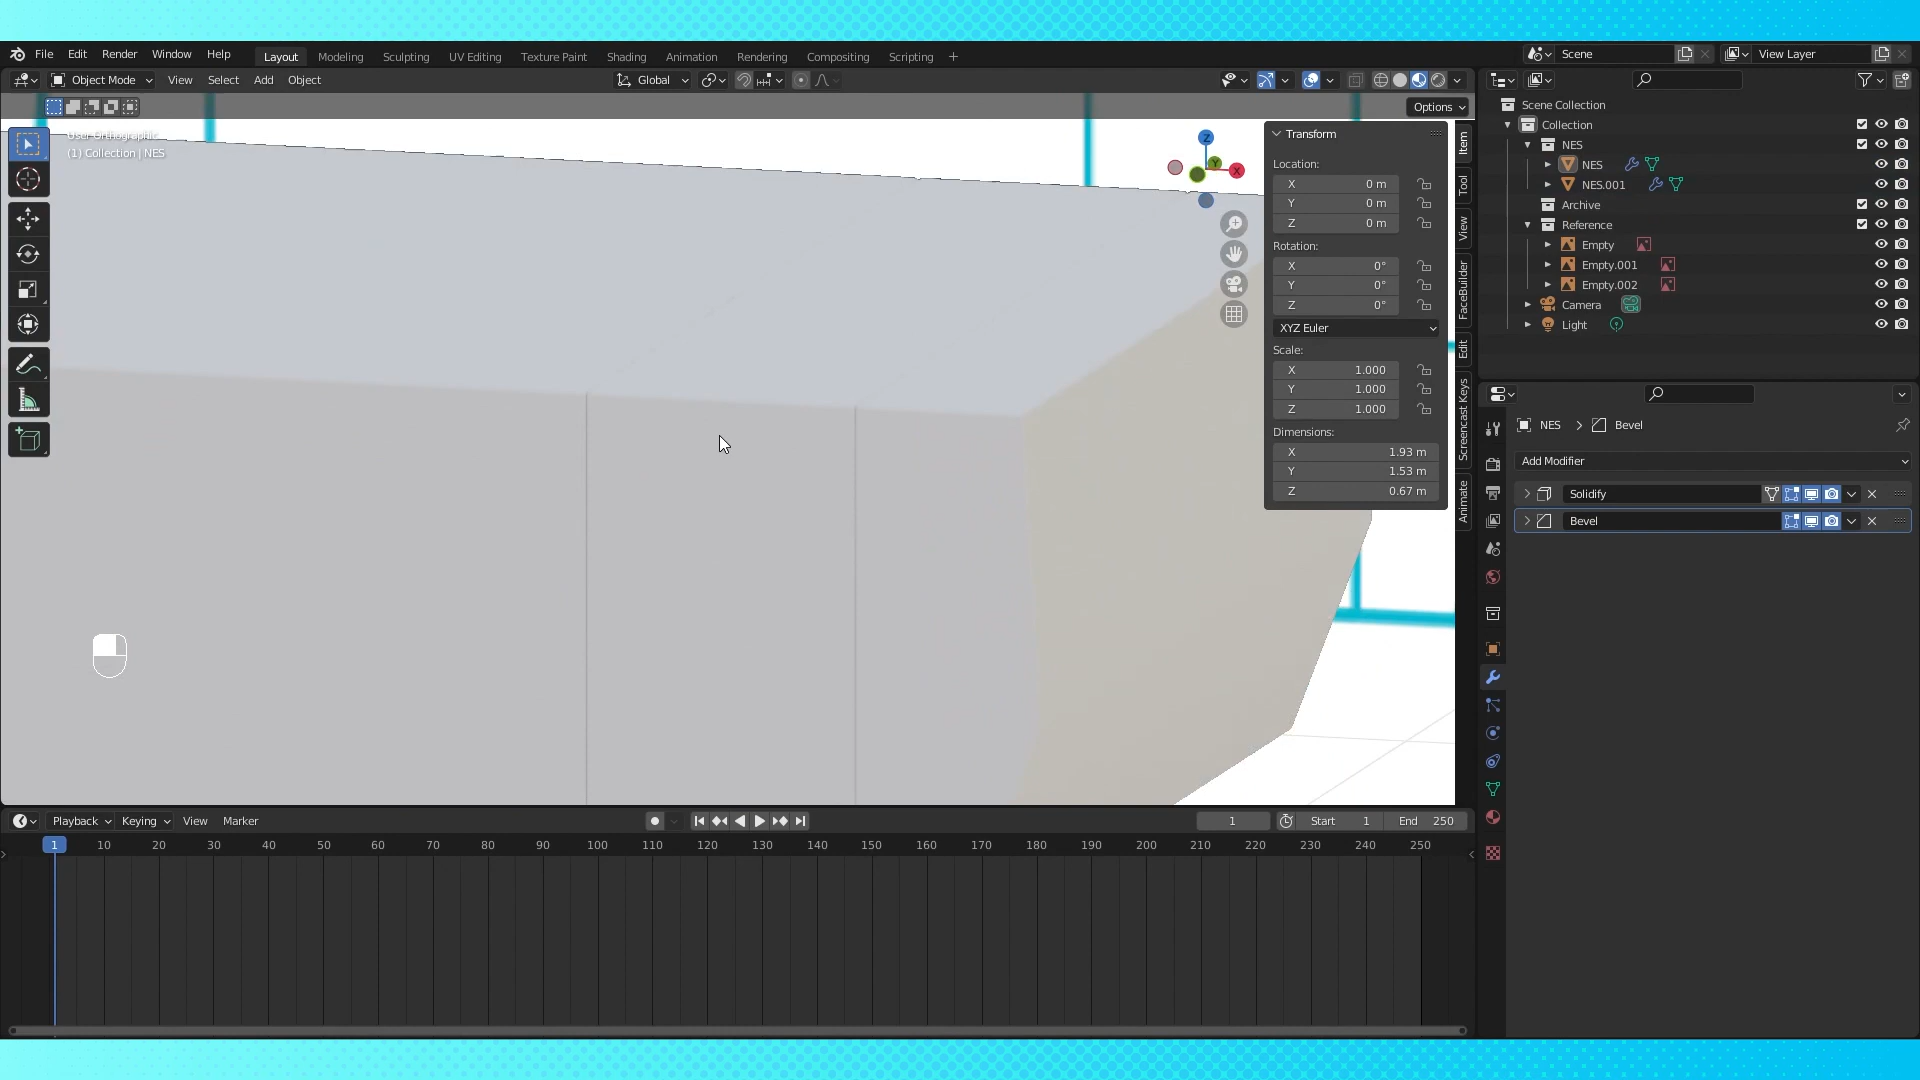 File Edit Render Window Help Layout Modeling Sculpting UV Editing Texture Paint Shading Animation Rendering Compositing Scripting Scene View Layer
Object Mode View Select Add Object Global
Options
User Orthographic
(1) Collection | NES
Transform
Location:
X 0 m
Y 0 m
Z 0 m
Rotation:
X 0°
Y 0°
Z 0°
XYZ Euler
Scale:
X 1.000
Y 1.000
Z 1.000
Dimensions:
X 1.93 m
Y 1.53 m
Z 0.67 m
Z
Y
X
Item
Tool
View
FaceBuilder
Edit
Screencast Keys
Animate
Scene Collection
Collection
NES
NES
NES.001
Archive
Reference
Empty
Empty.001
Empty.002
Camera
Light
NES > Bevel
Add Modifier
Solidify
Bevel
Playback Keying View Marker 1 Start 1 End 250
1 10 20 30 40 50 60 70 80 90 100 110 120 130 140 150 160 170 180 190 200 210 220 230 240 250